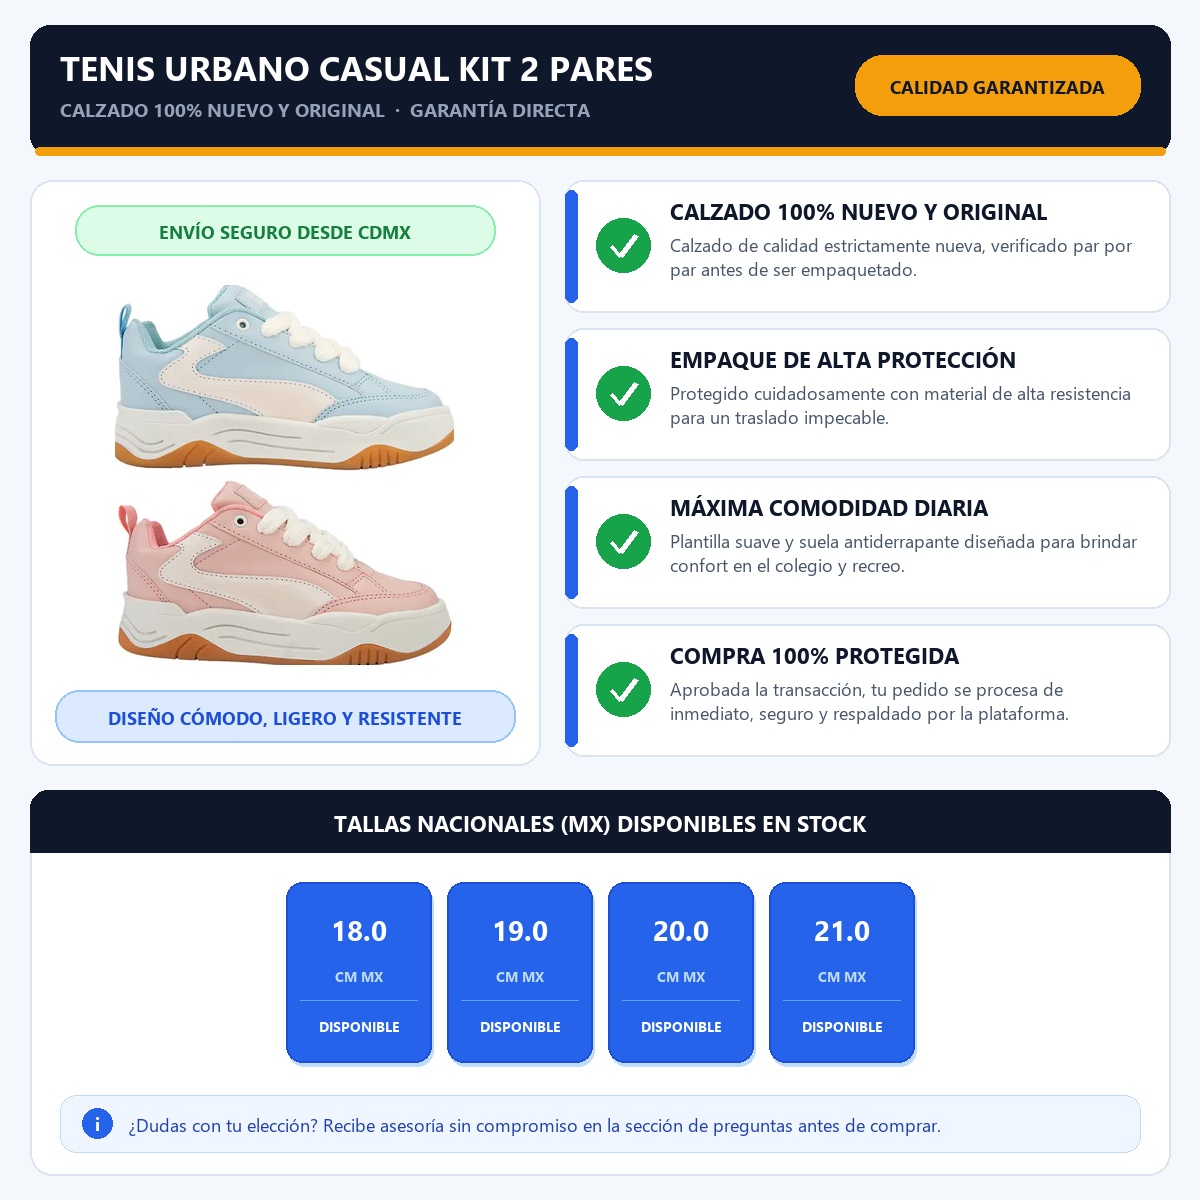 TENIS URBANO CASUAL KIT 2 PARES
CALZADO 100% NUEVO Y ORIGINAL · GARANTÍA DIRECTA
CALIDAD GARANTIZADA
ENVÍO SEGURO DESDE CDMX
DISEÑO CÓMODO, LIGERO Y RESISTENTE
CALZADO 100% NUEVO Y ORIGINAL
Calzado de calidad estrictamente nueva, verificado par por
par antes de ser empaquetado.
EMPAQUE DE ALTA PROTECCIÓN
Protegido cuidadosamente con material de alta resistencia
para un traslado impecable.
MÁXIMA COMODIDAD DIARIA
Plantilla suave y suela antiderrapante diseñada para brindar
confort en el colegio y recreo.
COMPRA 100% PROTEGIDA
Aprobada la transacción, tu pedido se procesa de
inmediato, seguro y respaldado por la plataforma.
TALLAS NACIONALES (MX) DISPONIBLES EN STOCK
18.0
CM MX
DISPONIBLE
19.0
CM MX
DISPONIBLE
20.0
CM MX
DISPONIBLE
21.0
CM MX
DISPONIBLE
¿Dudas con tu elección? Recibe asesoría sin compromiso en la sección de preguntas antes de comprar.